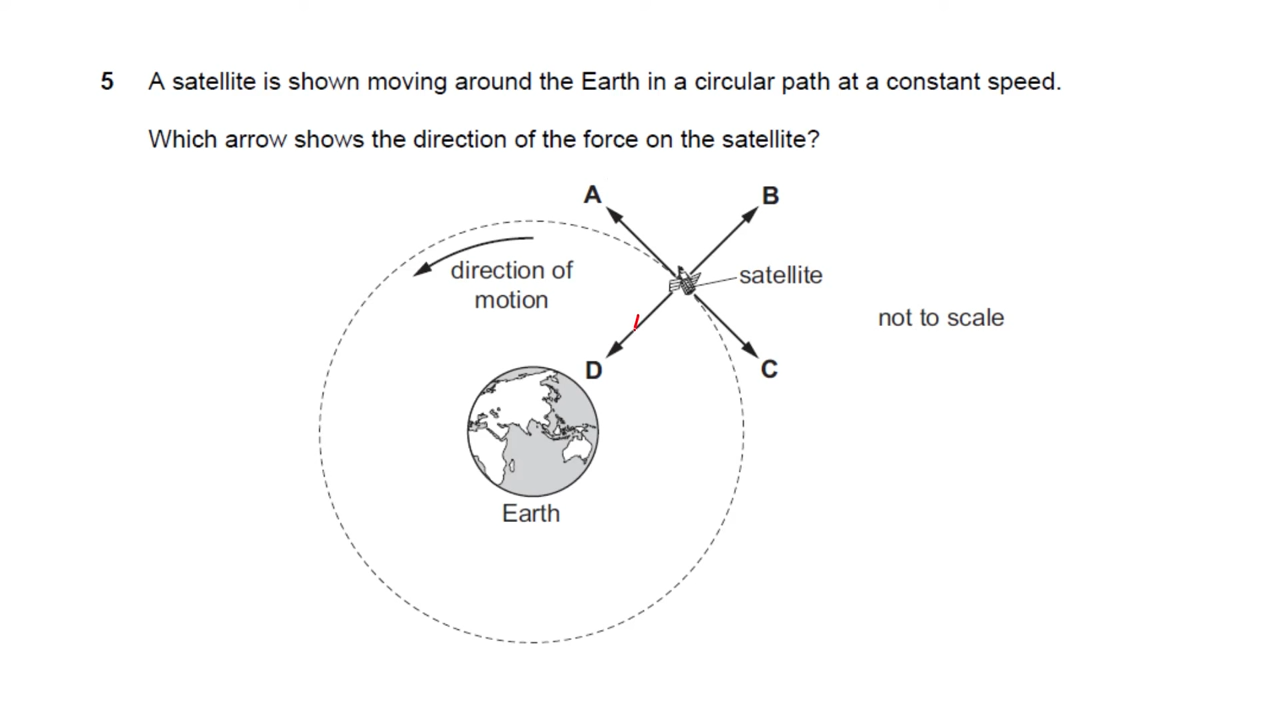 5 A satellite is shown moving around the Earth in a circular path at a constant speed.
Which arrow shows the direction of the force on the satellite?
A
B
direction of
motion
satellite
not to scale
D
C
Earth